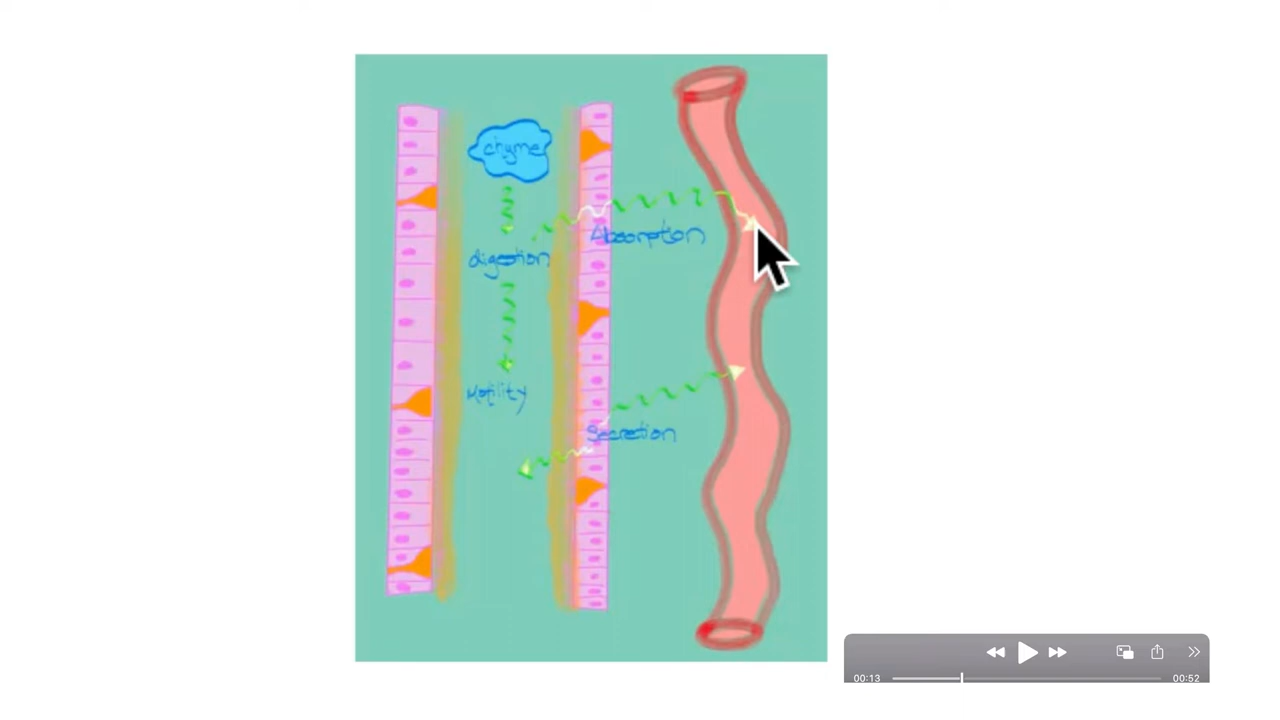 chyme
Absorption
digestion
Motility
Secretion
00:13
00:52